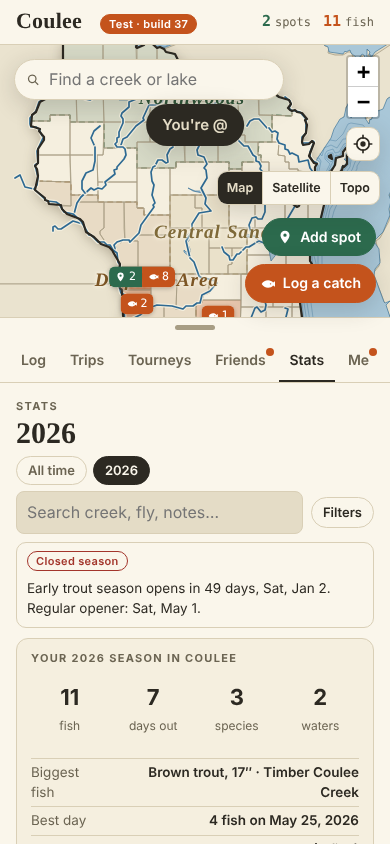 Coulee
Test · build 37
2 spots 11 fish
Find a creek or lake
Northwoods
You're @
+
−
Map Satellite Topo
Central San
Add spot
D
Area
2 8
Log a catch
2
1
Log Trips Tourneys Friends Stats Me
STATS
2026
All time 2026
Search creek, fly, notes...
Filters
Closed season
Early trout season opens in 49 days, Sat, Jan 2.
Regular opener: Sat, May 1.
YOUR 2026 SEASON IN COULEE
11 7 3 2
fish days out species waters
Biggest fish
Brown trout, 17″ · Timber Coulee Creek
Best day 4 fish on May 25, 2026